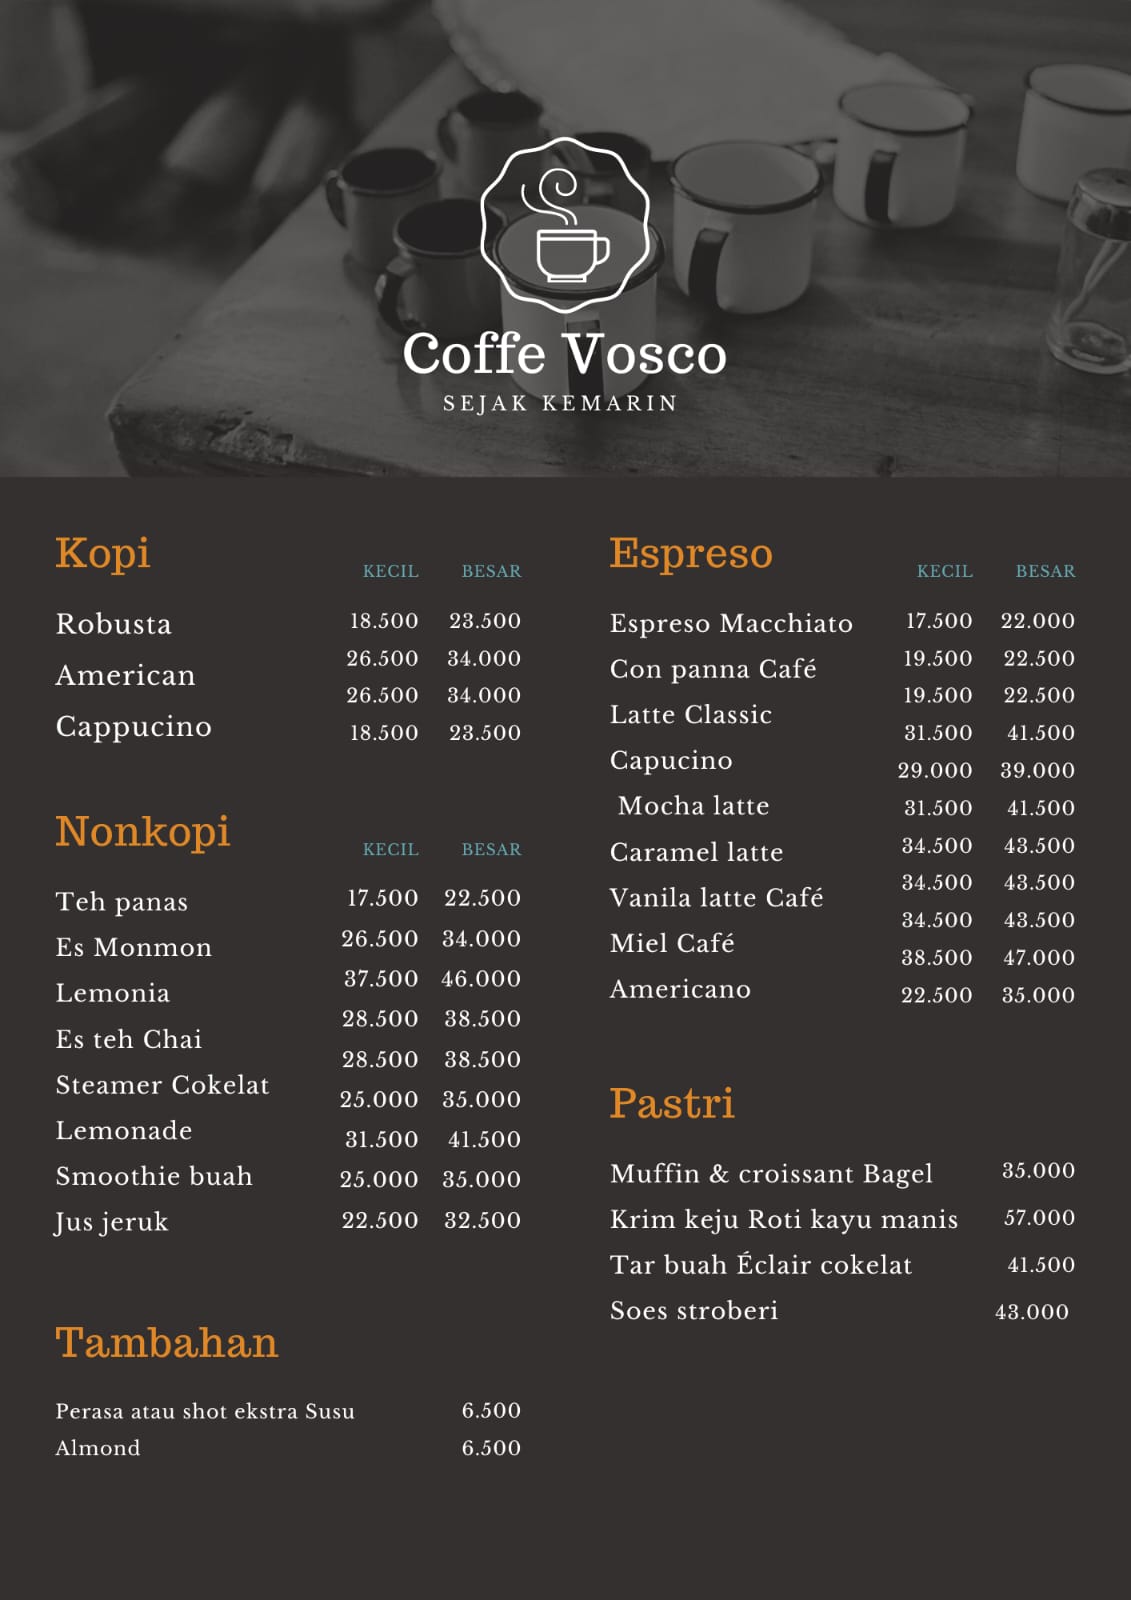 Coffe Vosco
SEJAK KEMARIN
Kopi
KECIL BESAR
Robusta
American
Cappucino
18.500 23.500
26.500 34.000
26.500 34.000
18.500 23.500
Nonkopi
KECIL BESAR
Teh panas
Es Monmon
Lemonia
Es teh Chai
Steamer Cokelat
Lemonade
Smoothie buah
Jus jeruk
17.500 22.500
26.500 34.000
37.500 46.000
28.500 38.500
28.500 38.500
25.000 35.000
31.500 41.500
25.000 35.000
22.500 32.500
Tambahan
Perasa atau shot ekstra Susu 6.500
Almond 6.500
Espreso
KECIL BESAR
Espreso Macchiato
Con panna Café
Latte Classic
Capucino
Mocha latte
Caramel latte
Vanila latte Café
Miel Café
Americano
17.500 22.000
19.500 22.500
19.500 22.500
31.500 41.500
29.000 39.000
31.500 41.500
34.500 43.500
34.500 43.500
34.500 43.500
38.500 47.000
22.500 35.000
Pastri
Muffin & croissant Bagel 35.000
Krim keju Roti kayu manis 57.000
Tar buah Éclair cokelat 41.500
Soes stroberi 43.000